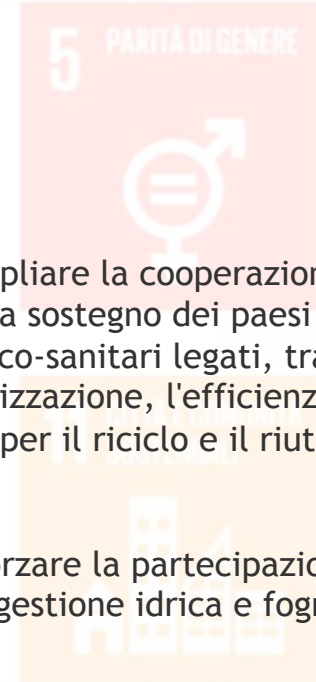 5 PARITÀ DI GENERE
pliare la cooperazion
a sostegno dei paesi
co-sanitari legati, tra
izzazione, l'efficienz
per il riciclo e il riut
orzare la partecipazio
gestione idrica e fogn